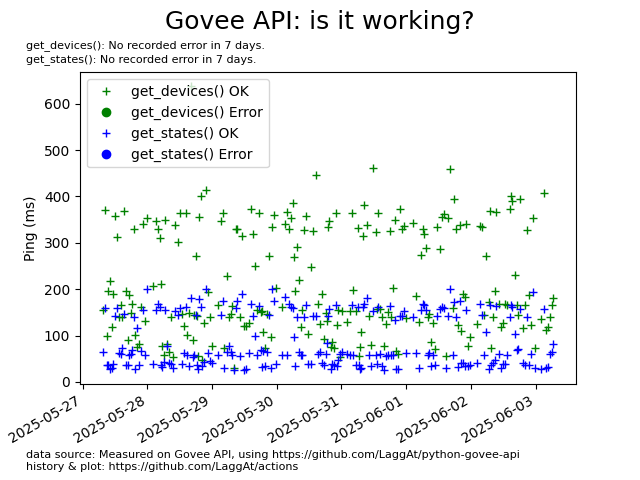 Govee API: is it working?
get_devices(): No recorded error in 7 days.
get_states(): No recorded error in 7 days.
get_devices() OK
get_devices() Error
get_states() OK
get_states() Error
Ping (ms)
600
500
400
300
200
100
0
2025-05-27
2025-05-28
2025-05-29
2025-05-30
2025-05-31
2025-06-01
2025-06-02
2025-06-03
data source: Measured on Govee API, using https://github.com/LaggAt/python-govee-api
history & plot: https://github.com/LaggAt/actions